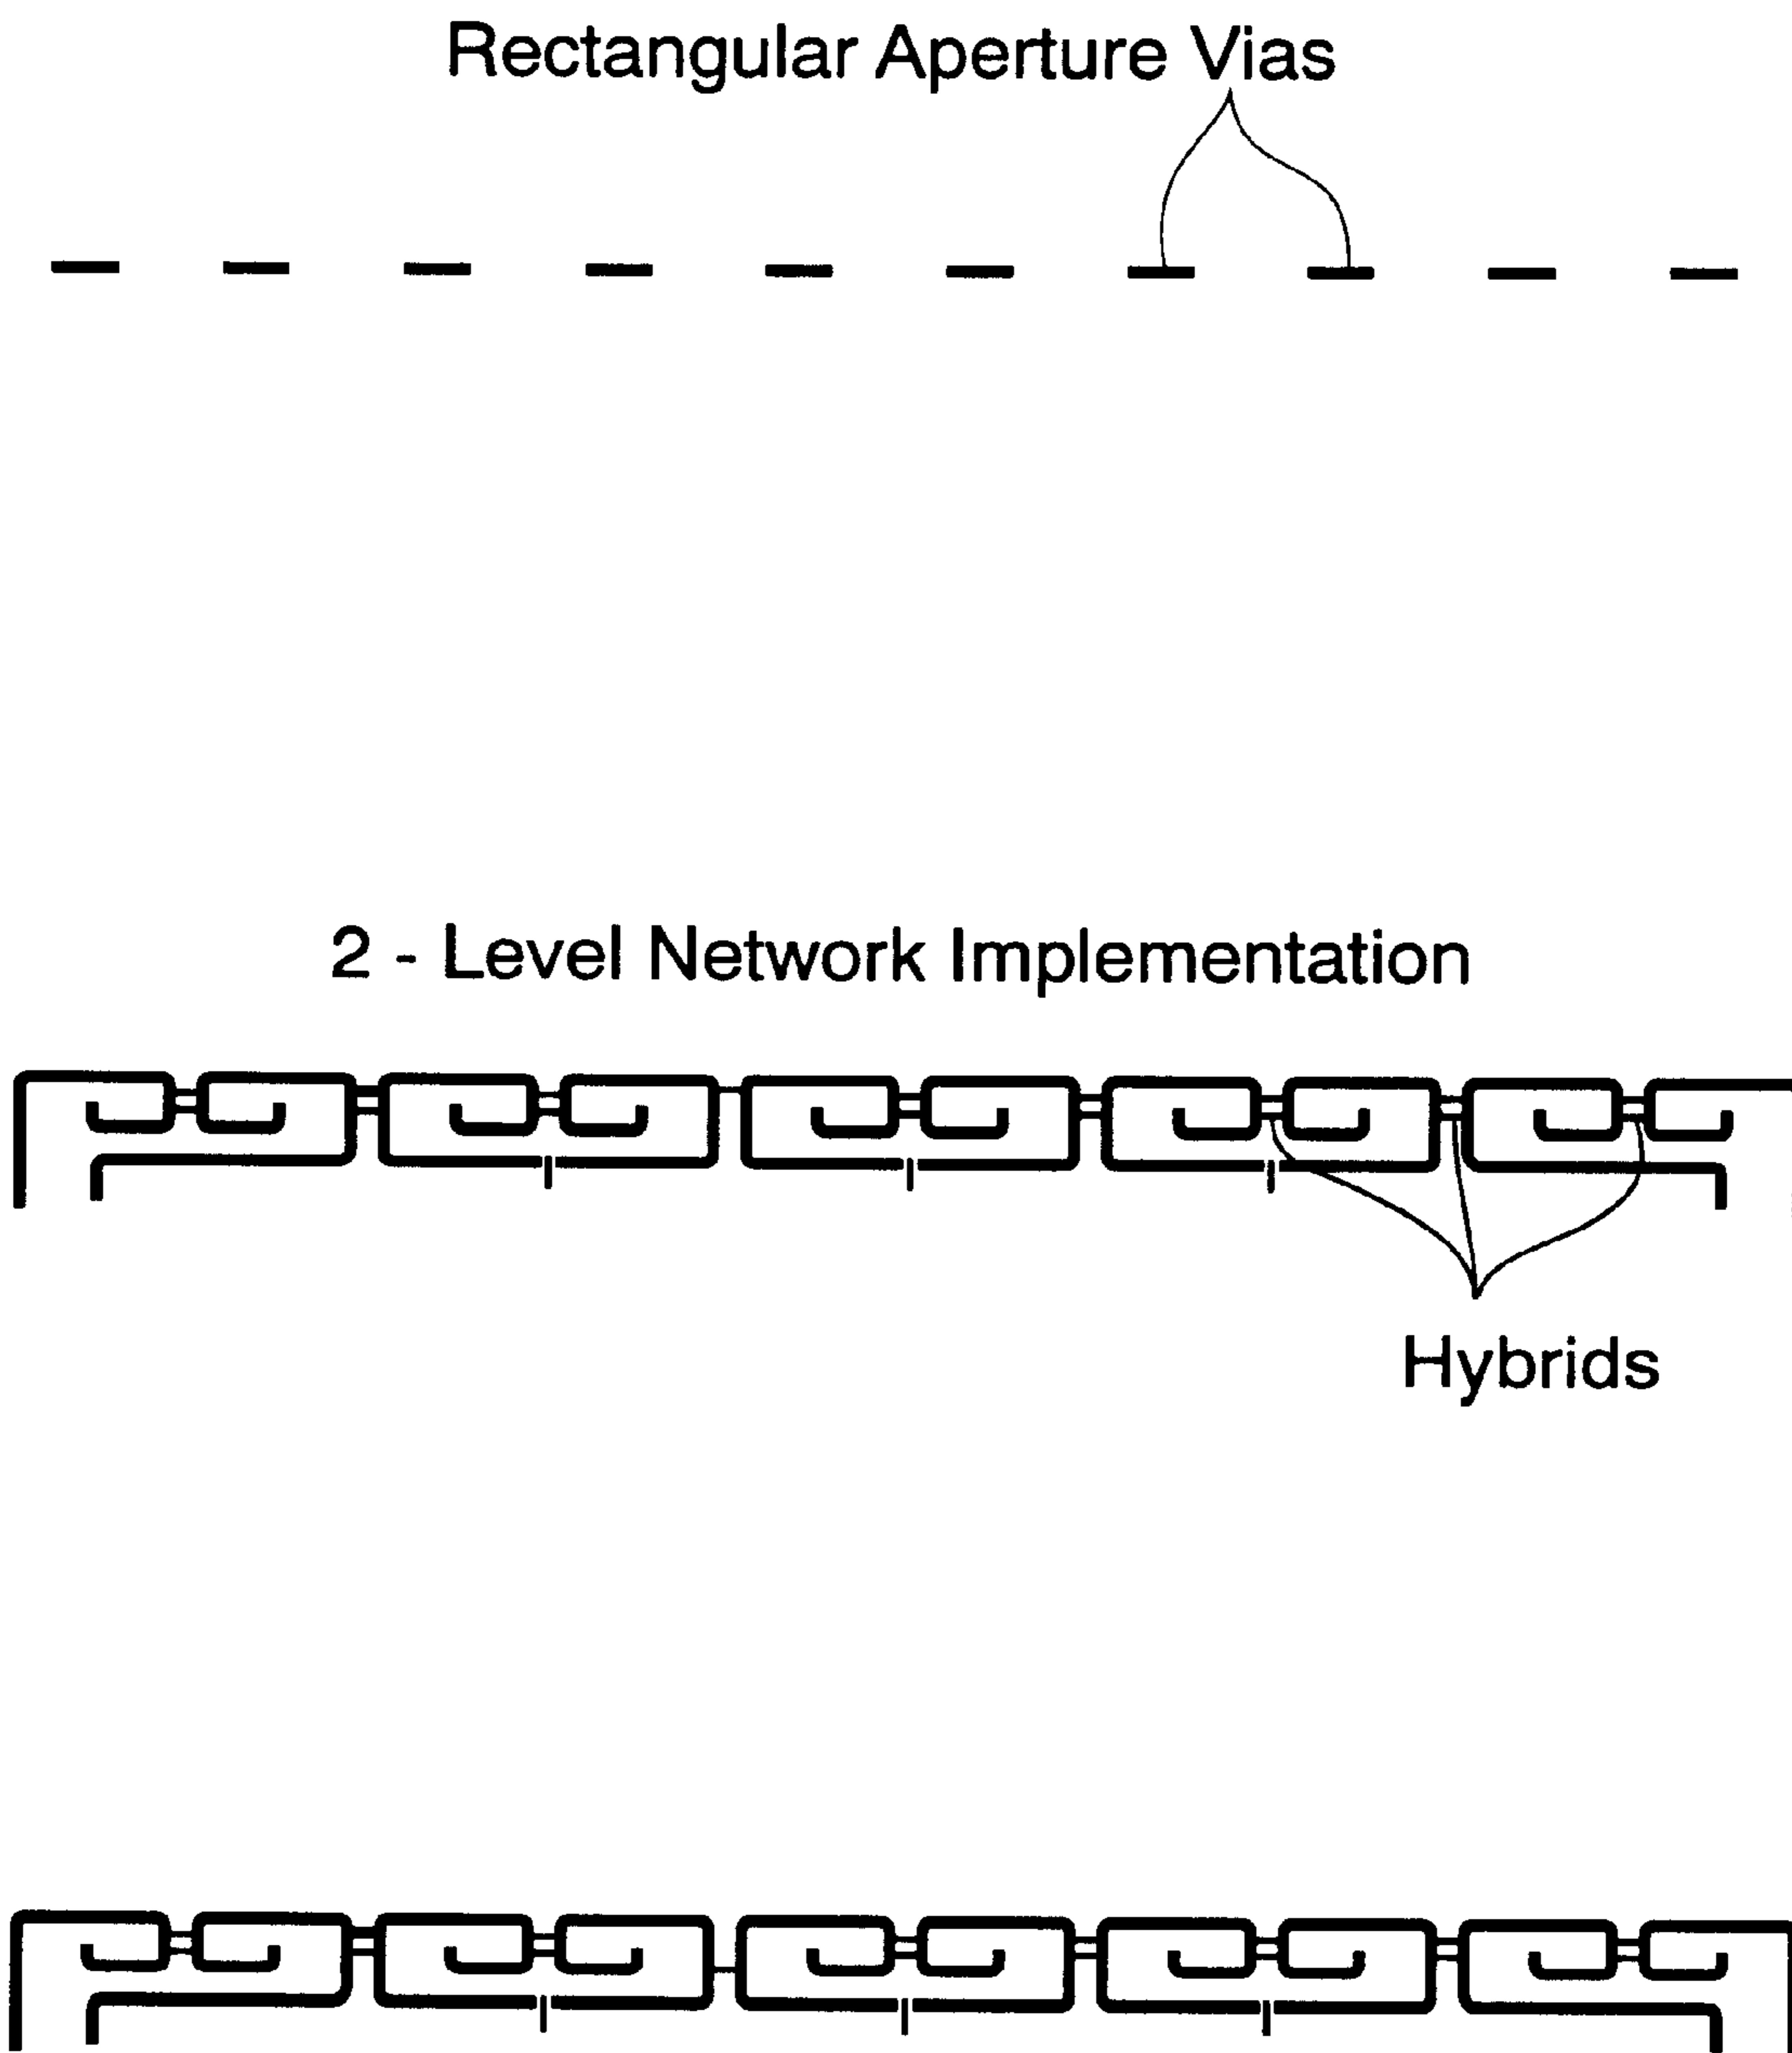 Rectangular Aperture Vias
2 - Level Network Implementation
Hybrids